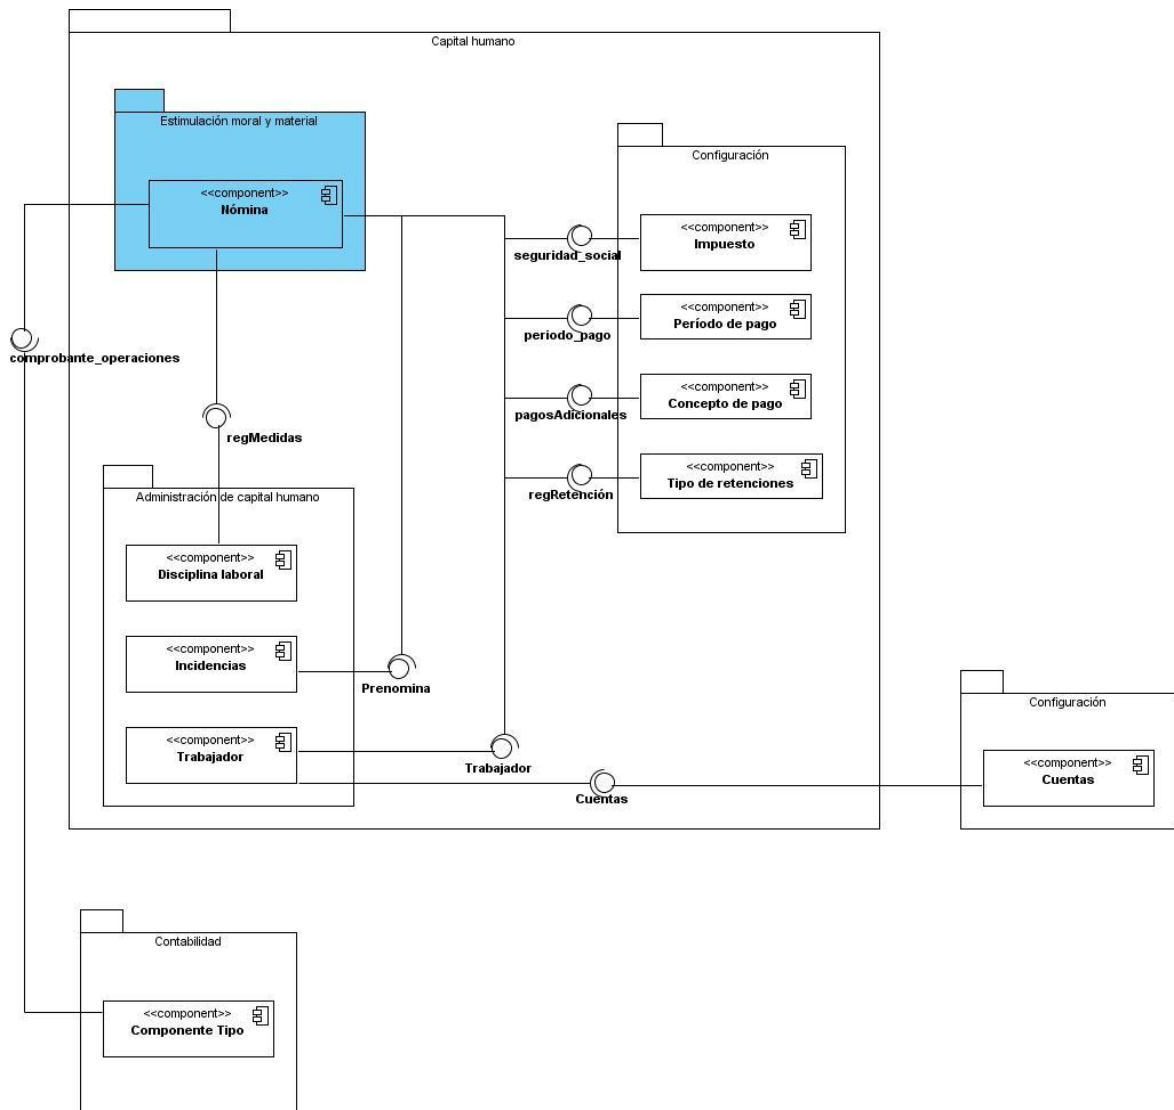 Capital humano
Estimulación moral y material
<<component>>
Nómina
Configuración
<<component>>
Impuesto
seguridad_social
<<component>>
Período de pago
periodo_pago
comprobante_operaciones
<<component>>
Concepto de pago
pagosAdicionales
regMedidas
<<component>>
Tipo de retenciones
regRetención
Administración de capital humano
<<component>>
Disciplina laboral
<<component>>
Incidencias
Prenomina
<<component>>
Trabajador
Trabajador
Cuentas
Configuración
<<component>>
Cuentas
Contabilidad
<<component>>
Componente Tipo